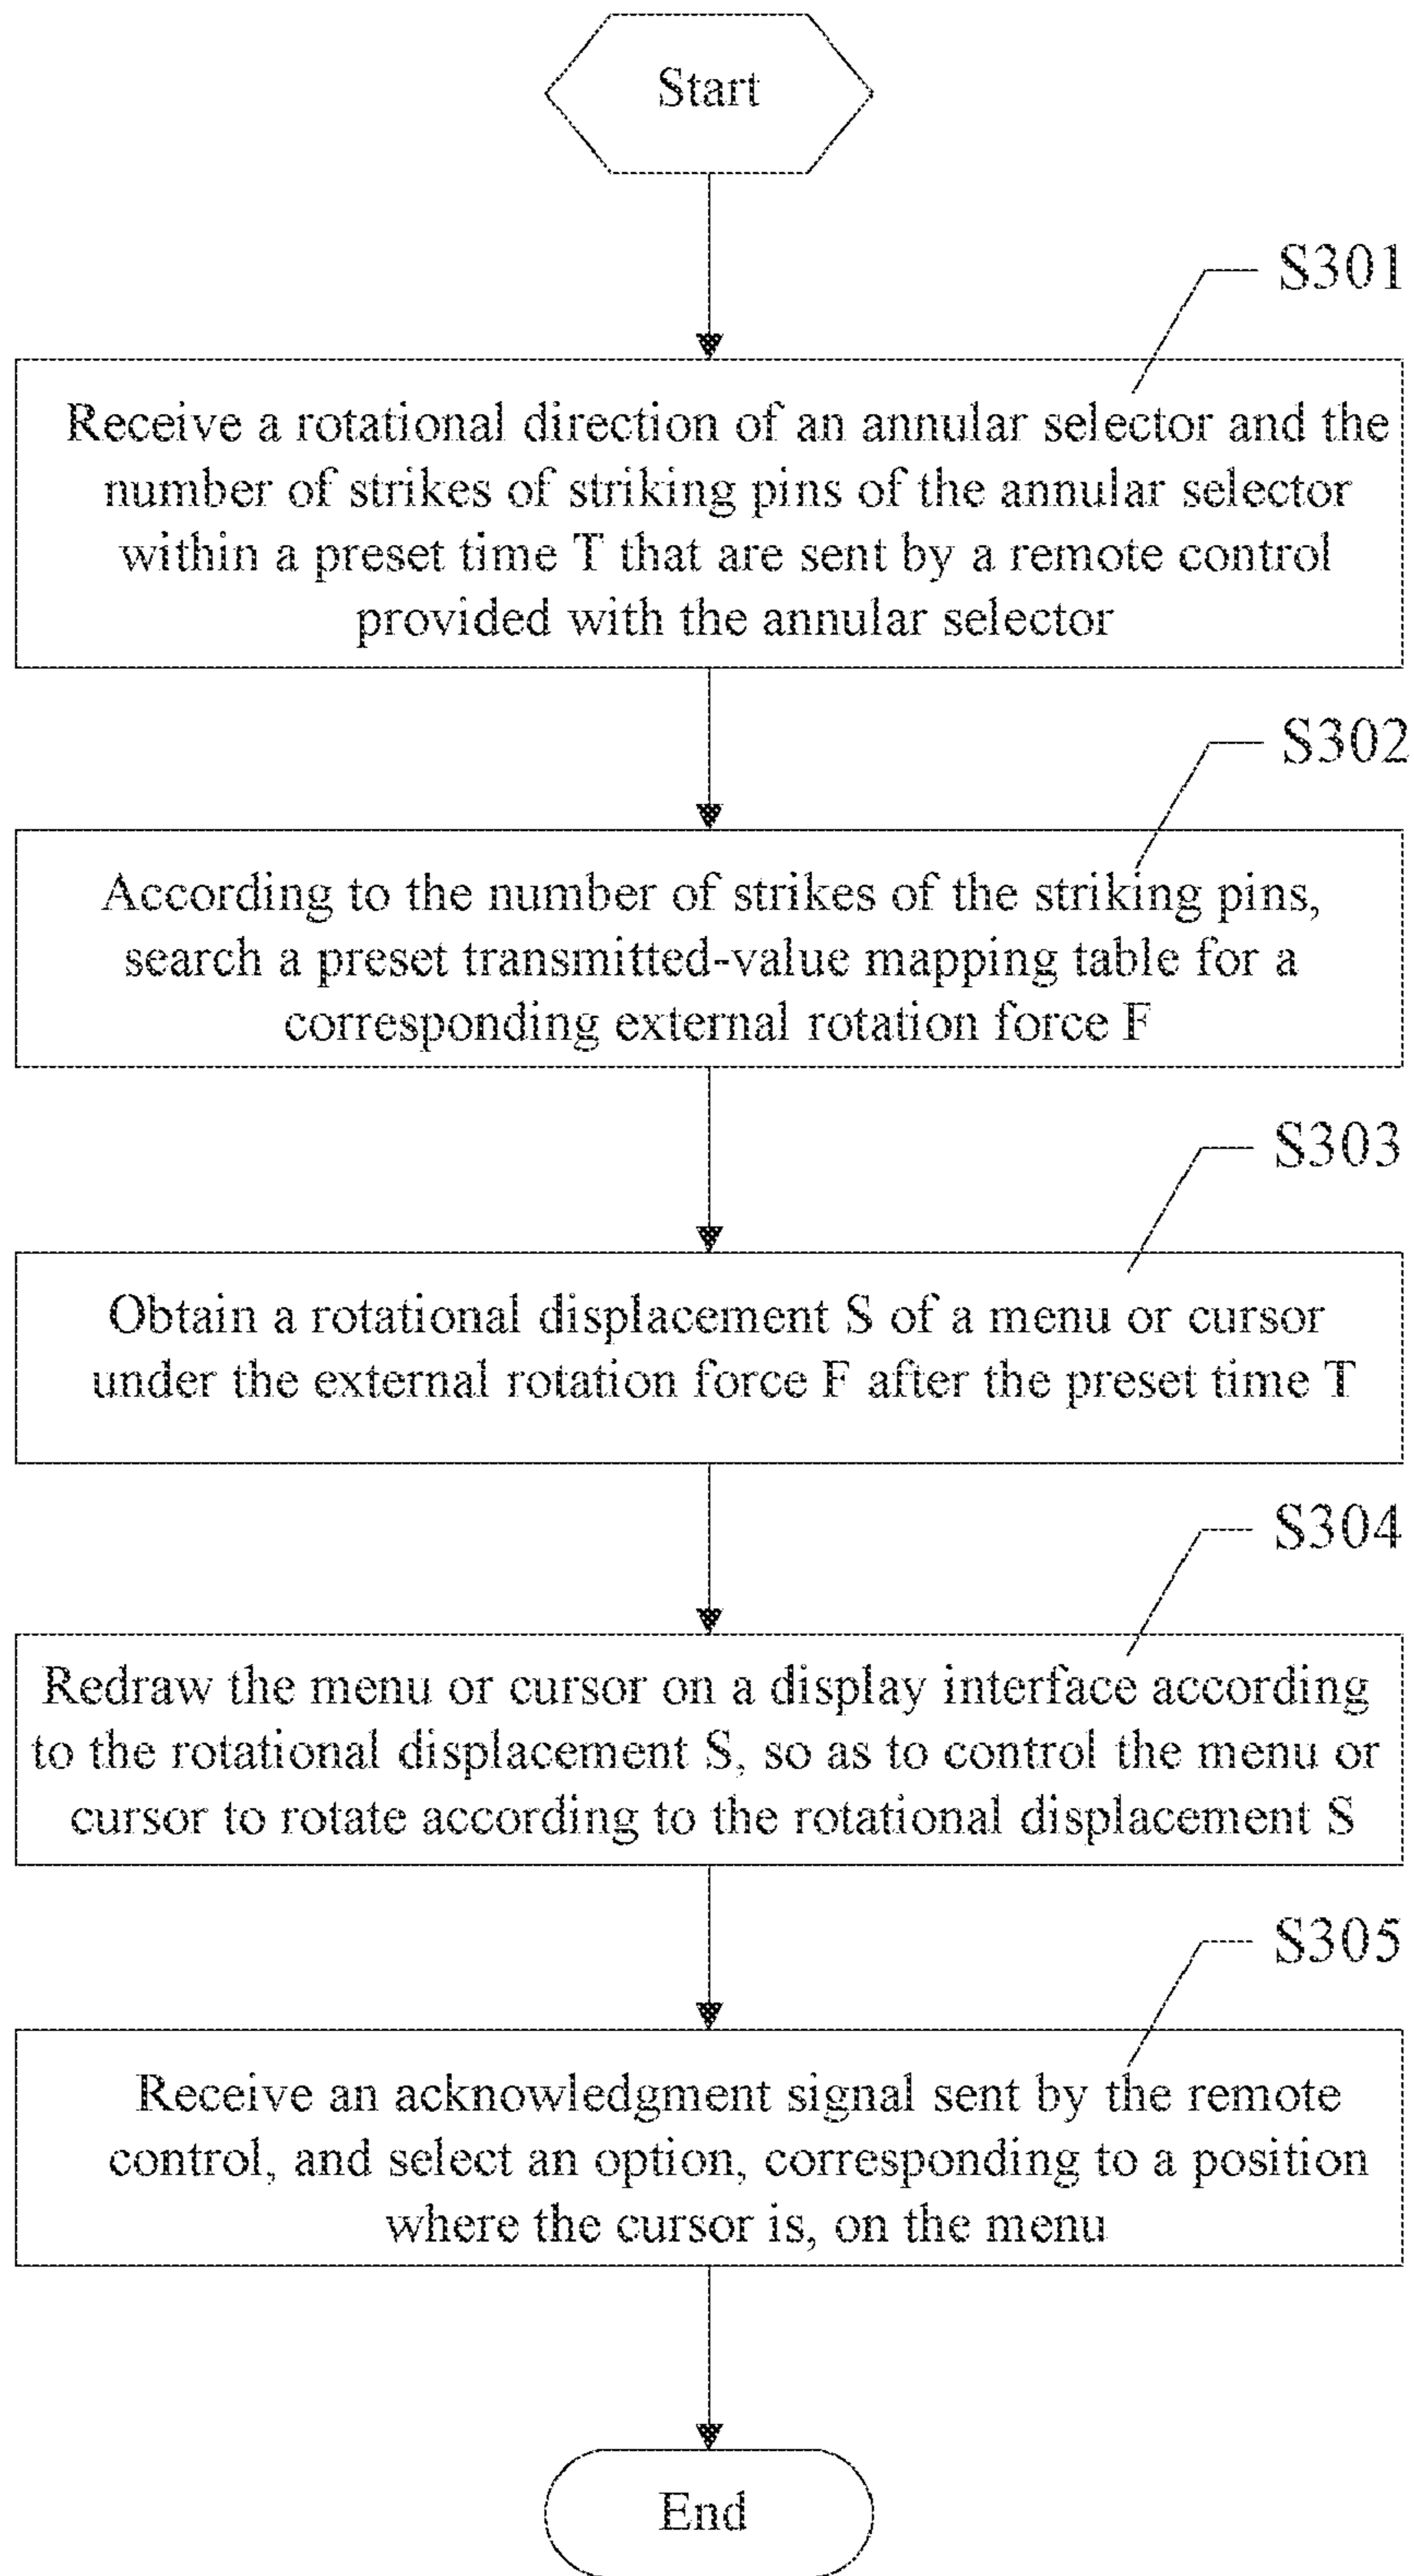 Start
S301
Receive a rotational direction of an annular selector and the
number of strikes of striking pins of the annular selector
within a preset time T that are sent by a remote control
provided with the annular selector
S302
According to the number of strikes of the striking pins,
search a preset transmitted-value mapping table for a
corresponding external rotation force F
S303
Obtain a rotational displacement S of a menu or cursor
under the external rotation force F after the preset time T
S304
Redraw the menu or cursor on a display interface according
to the rotational displacement S, so as to control the menu or
cursor to rotate according to the rotational displacement S
S305
Receive an acknowledgment signal sent by the remote
control, and select an option, corresponding to a position
where the cursor is, on the menu
End